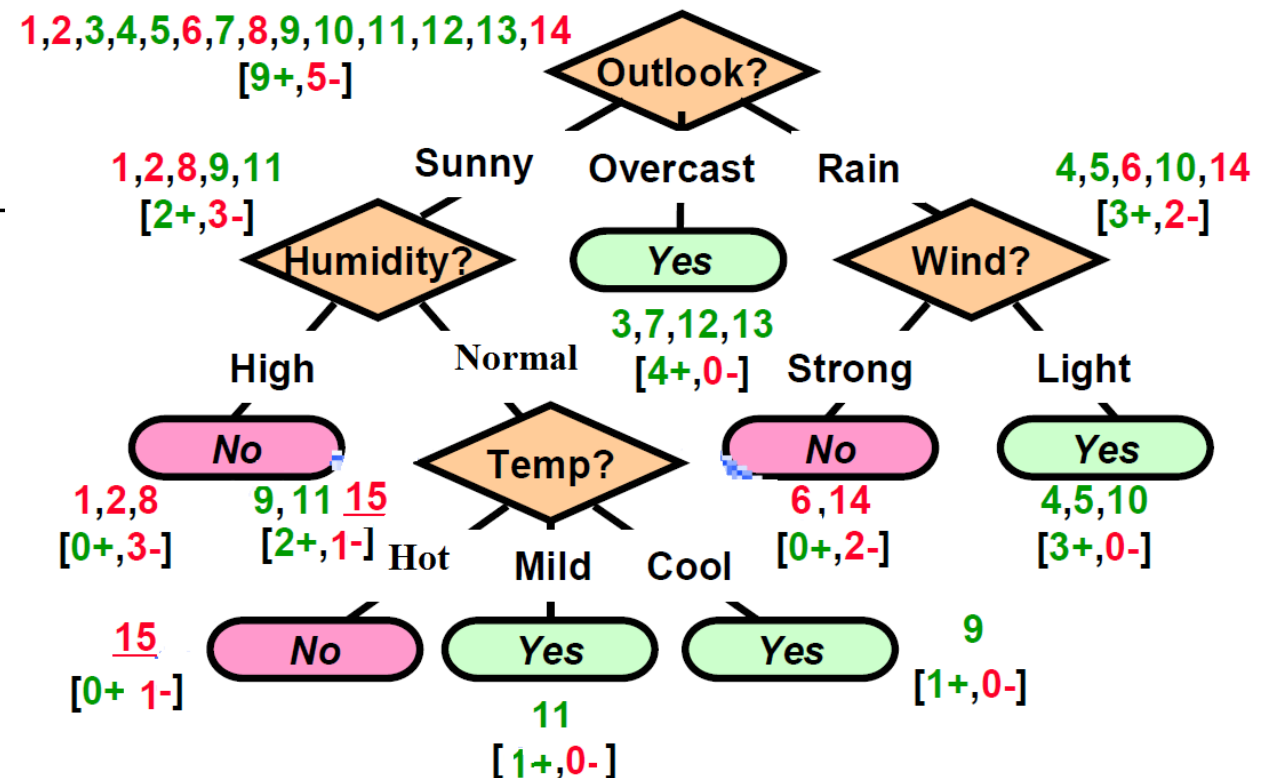 1,2,3,4,5,6,7,8,9,10,11,12,13,14
[9+,5-]
Outlook?
Sunny
Overcast
Rain
1,2,8,9,11
[2+,3-]
4,5,6,10,14
[3+,2-]
Humidity?
Yes
Wind?
3,7,12,13
[4+,0-]
High
Normal
Strong
Light
No
Temp?
No
Yes
1,2,8
[0+,3-]
9,11 15
[2+,1-]
6,14
[0+,2-]
4,5,10
[3+,0-]
Hot
Mild
Cool
15
[0+ 1-]
No
Yes
Yes
9
[1+,0-]
11
[1+,0-]